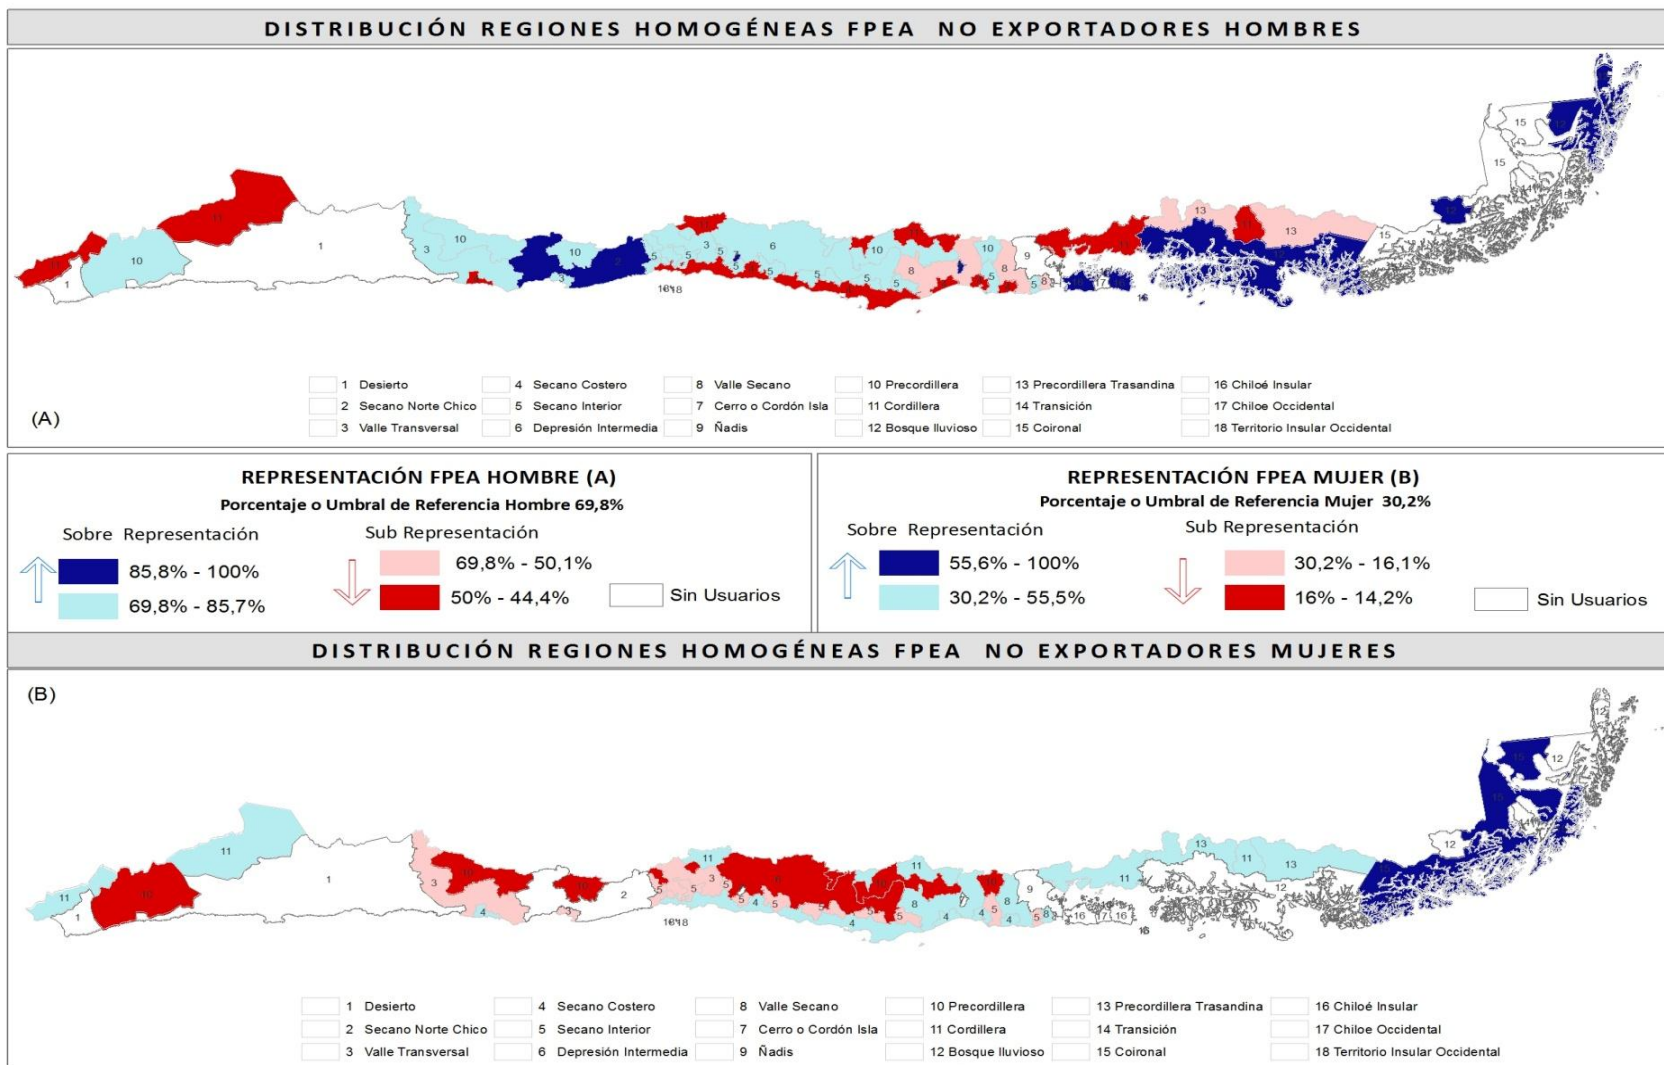 DISTRIBUCIÓN REGIONES HOMOGÉNEAS FPEA NO EXPORTADORES HOMBRES
(A)
1 Desierto
2 Secano Norte Chico
3 Valle Transversal
4 Secano Costero
5 Secano Interior
6 Depresión Intermedia
8 Valle Secano
7 Cerro o Cordón Isla
9 Ñadis
10 Precordillera
11 Cordillera
12 Bosque lluvioso
13 Precordillera Trasandina
14 Transición
15 Coironal
16 Chiloé Insular
17 Chiloe Occidental
18 Territorio Insular Occidental
REPRESENTACIÓN FPEA HOMBRE (A)
Porcentaje o Umbral de Referencia Hombre 69,8%
Sobre Representación
85,8% - 100%
69,8% - 85,7%
Sub Representación
69,8% - 50,1%
50% - 44,4%
Sin Usuarios
REPRESENTACIÓN FPEA MUJER (B)
Porcentaje o Umbral de Referencia Mujer 30,2%
Sobre Representación
55,6% - 100%
30,2% - 55,5%
Sub Representación
30,2% - 16,1%
16% - 14,2%
Sin Usuarios
DISTRIBUCIÓN REGIONES HOMOGÉNEAS FPEA NO EXPORTADORES MUJERES
(B)
1 Desierto
2 Secano Norte Chico
3 Valle Transversal
4 Secano Costero
5 Secano Interior
6 Depresión Intermedia
8 Valle Secano
7 Cerro o Cordón Isla
9 Ñadis
10 Precordillera
11 Cordillera
12 Bosque lluvioso
13 Precordillera Trasandina
14 Transición
15 Coironal
16 Chiloé Insular
17 Chiloe Occidental
18 Territorio Insular Occidental